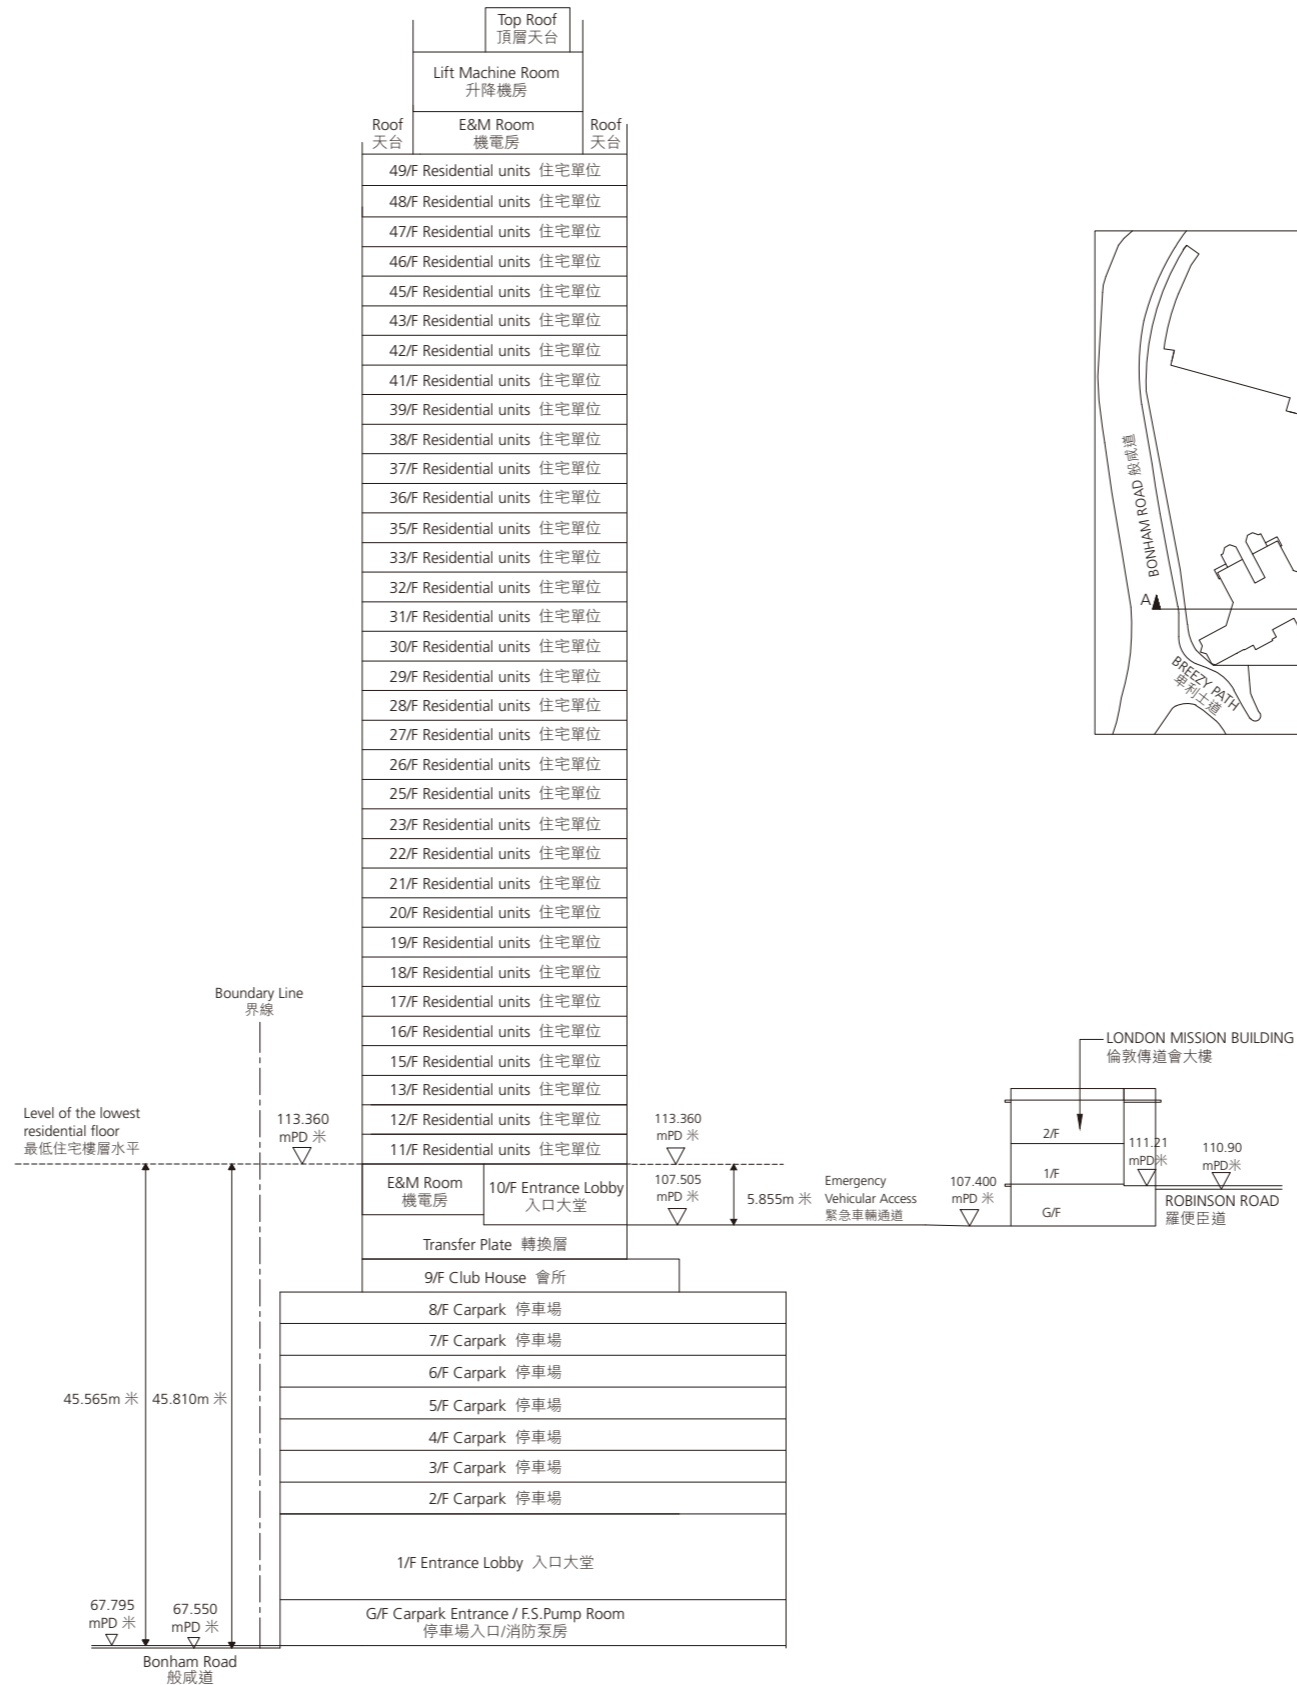 Top Roof
頂層天台
Lift Machine Room
升降機房
Roof
天台
E&M Room
機電房
Roof
天台
49/F Residential units 住宅單位
48/F Residential units 住宅單位
47/F Residential units 住宅單位
46/F Residential units 住宅單位
45/F Residential units 住宅單位
43/F Residential units 住宅單位
42/F Residential units 住宅單位
41/F Residential units 住宅單位
39/F Residential units 住宅單位
38/F Residential units 住宅單位
37/F Residential units 住宅單位
36/F Residential units 住宅單位
35/F Residential units 住宅單位
33/F Residential units 住宅單位
32/F Residential units 住宅單位
31/F Residential units 住宅單位
30/F Residential units 住宅單位
29/F Residential units 住宅單位
28/F Residential units 住宅單位
27/F Residential units 住宅單位
26/F Residential units 住宅單位
25/F Residential units 住宅單位
23/F Residential units 住宅單位
22/F Residential units 住宅單位
21/F Residential units 住宅單位
20/F Residential units 住宅單位
19/F Residential units 住宅單位
18/F Residential units 住宅單位
17/F Residential units 住宅單位
16/F Residential units 住宅單位
15/F Residential units 住宅單位
13/F Residential units 住宅單位
12/F Residential units 住宅單位
11/F Residential units 住宅單位
E&M Room
機電房
10/F Entrance Lobby
入口大堂
Transfer Plate 轉換層
9/F Club House 會所
8/F Carpark 停車場
7/F Carpark 停車場
6/F Carpark 停車場
5/F Carpark 停車場
4/F Carpark 停車場
3/F Carpark 停車場
2/F Carpark 停車場
1/F Entrance Lobby 入口大堂
G/F Carpark Entrance / F.S.Pump Room
停車場入口/消防泵房
Boundary Line
界線
Level of the lowest
residential floor
最低住宅樓層水平
113.360
mPD 米
45.565m 米
45.810m 米
67.795
mPD 米
67.550
mPD 米
Bonham Road
般咸道
113.360
mPD 米
107.505
mPD 米
5.855m 米
Emergency
Vehicular Access
緊急車輛通道
107.400
mPD 米
LONDON MISSION BUILDING
倫敦傳道會大樓
2/F
1/F
G/F
111.21
mPD米
110.90
mPD米
ROBINSON ROAD
羅便臣道
BONHAM ROAD 般咸道
A
BREEZY PATH
卑利士道